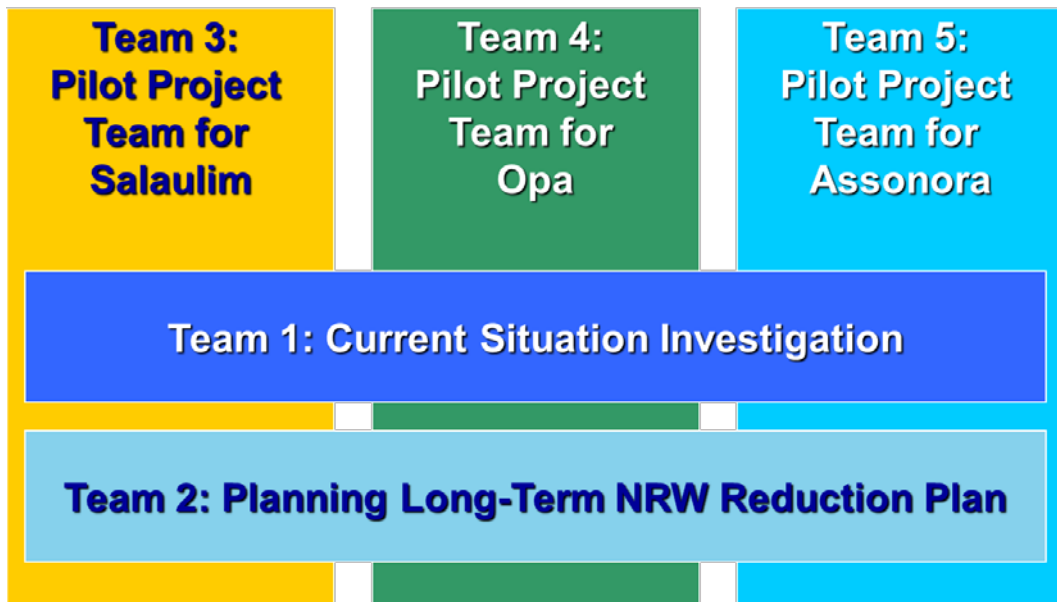 Team 3:
Pilot Project
Team for
Salaulim
Team 4:
Pilot Project
Team for
Opa
Team 5:
Pilot Project
Team for
Assonora
Team 1: Current Situation Investigation
Team 2: Planning Long-Term NRW Reduction Plan